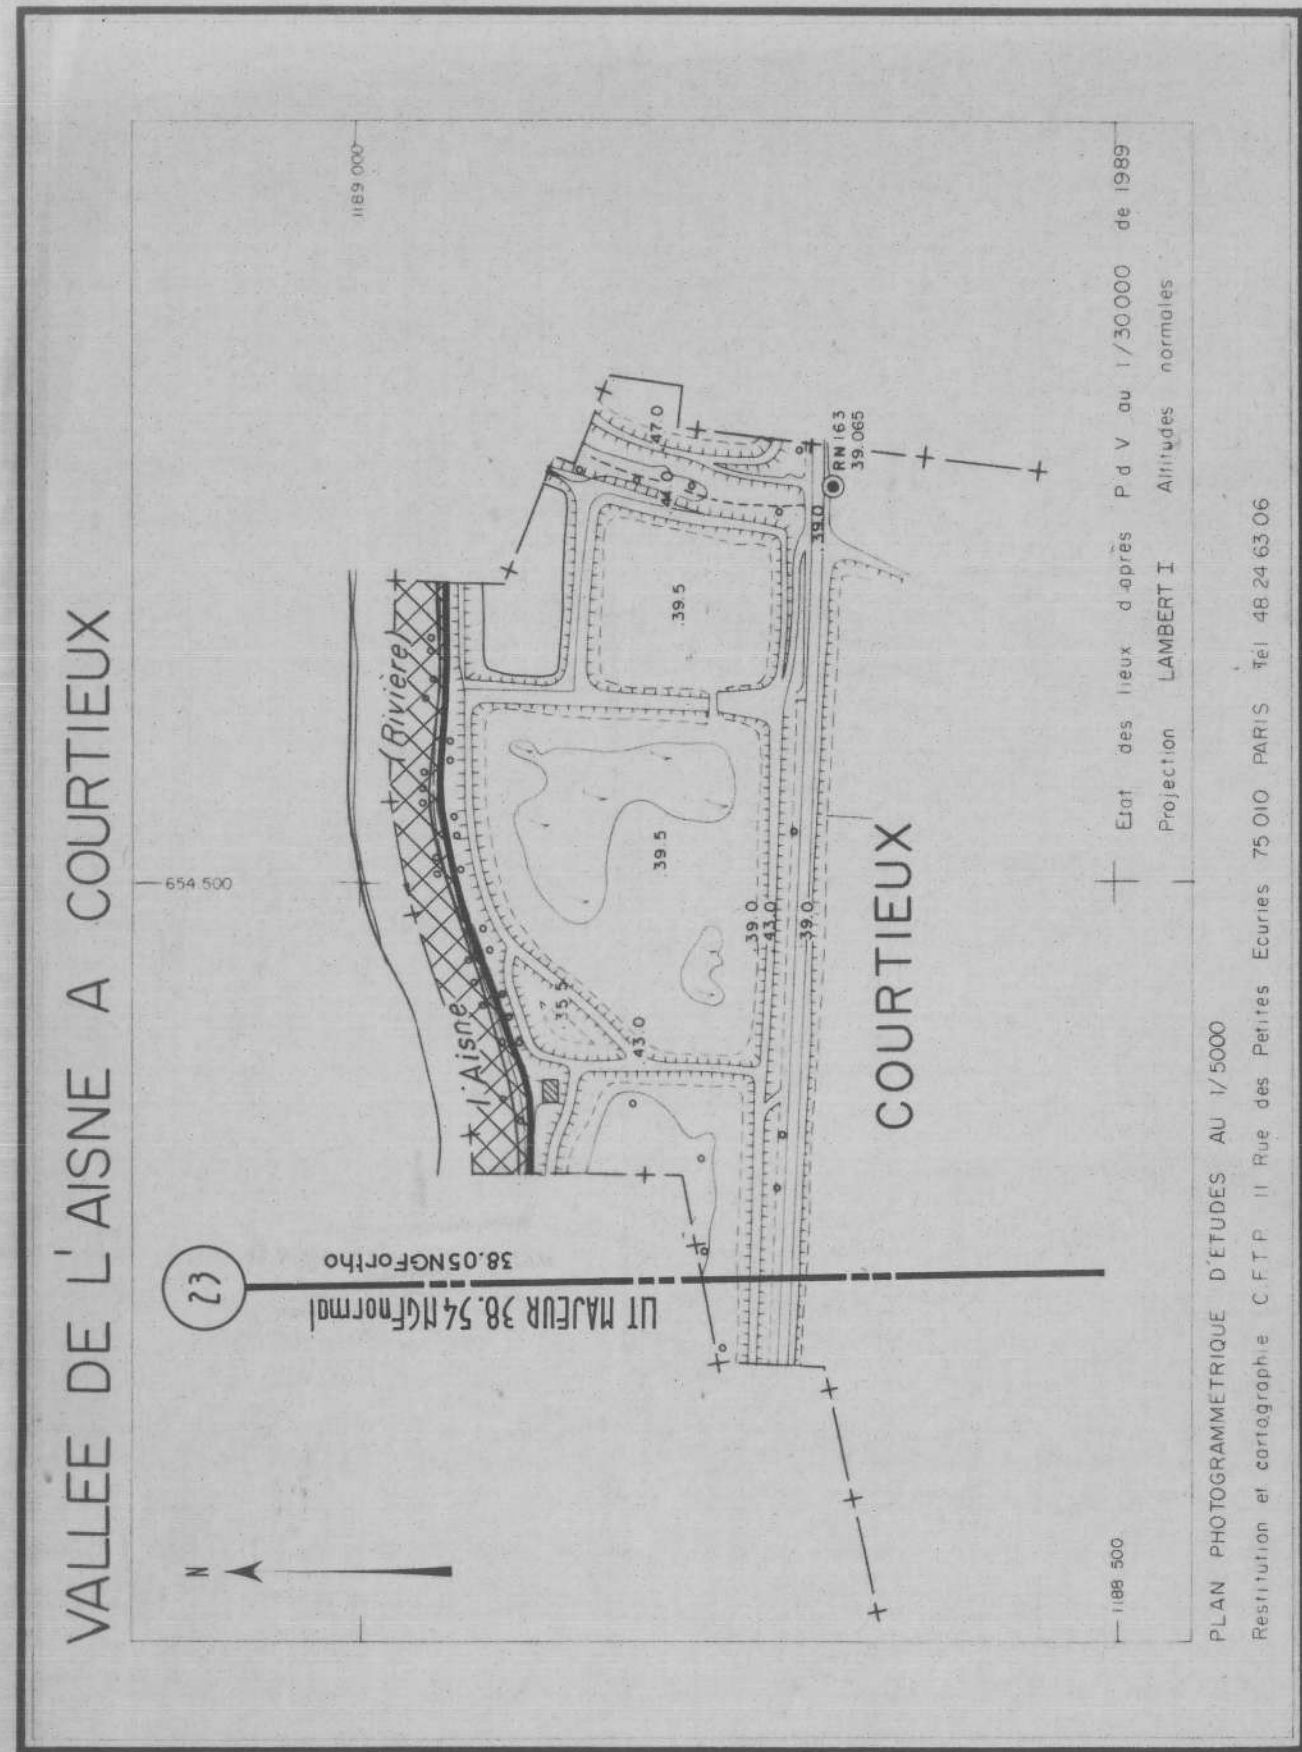 VALLEE DE L'AISNE A COURTIEUX
N
23
LIT MAJEUR 38.54 NGFnormal
38.05NGFortho
654.500
1189 000
l'Aisne
(Rivière)
35.5
43.0
39.5
39.5
47.0
41.0
39.0
43.0
39.0
39.0
RN 163
39.065
COURTIEUX
1188 500
Etat des lieux d'après P d V au 1/30000 de 1989
Projection LAMBERT I Altitudes normales
PLAN PHOTOGRAMMETRIQUE D'ETUDES AU 1/5000
Restitution et cartographie C.F.T.P 11 Rue des Petites Ecuries 75 010 PARIS Tél 48 24 63 06